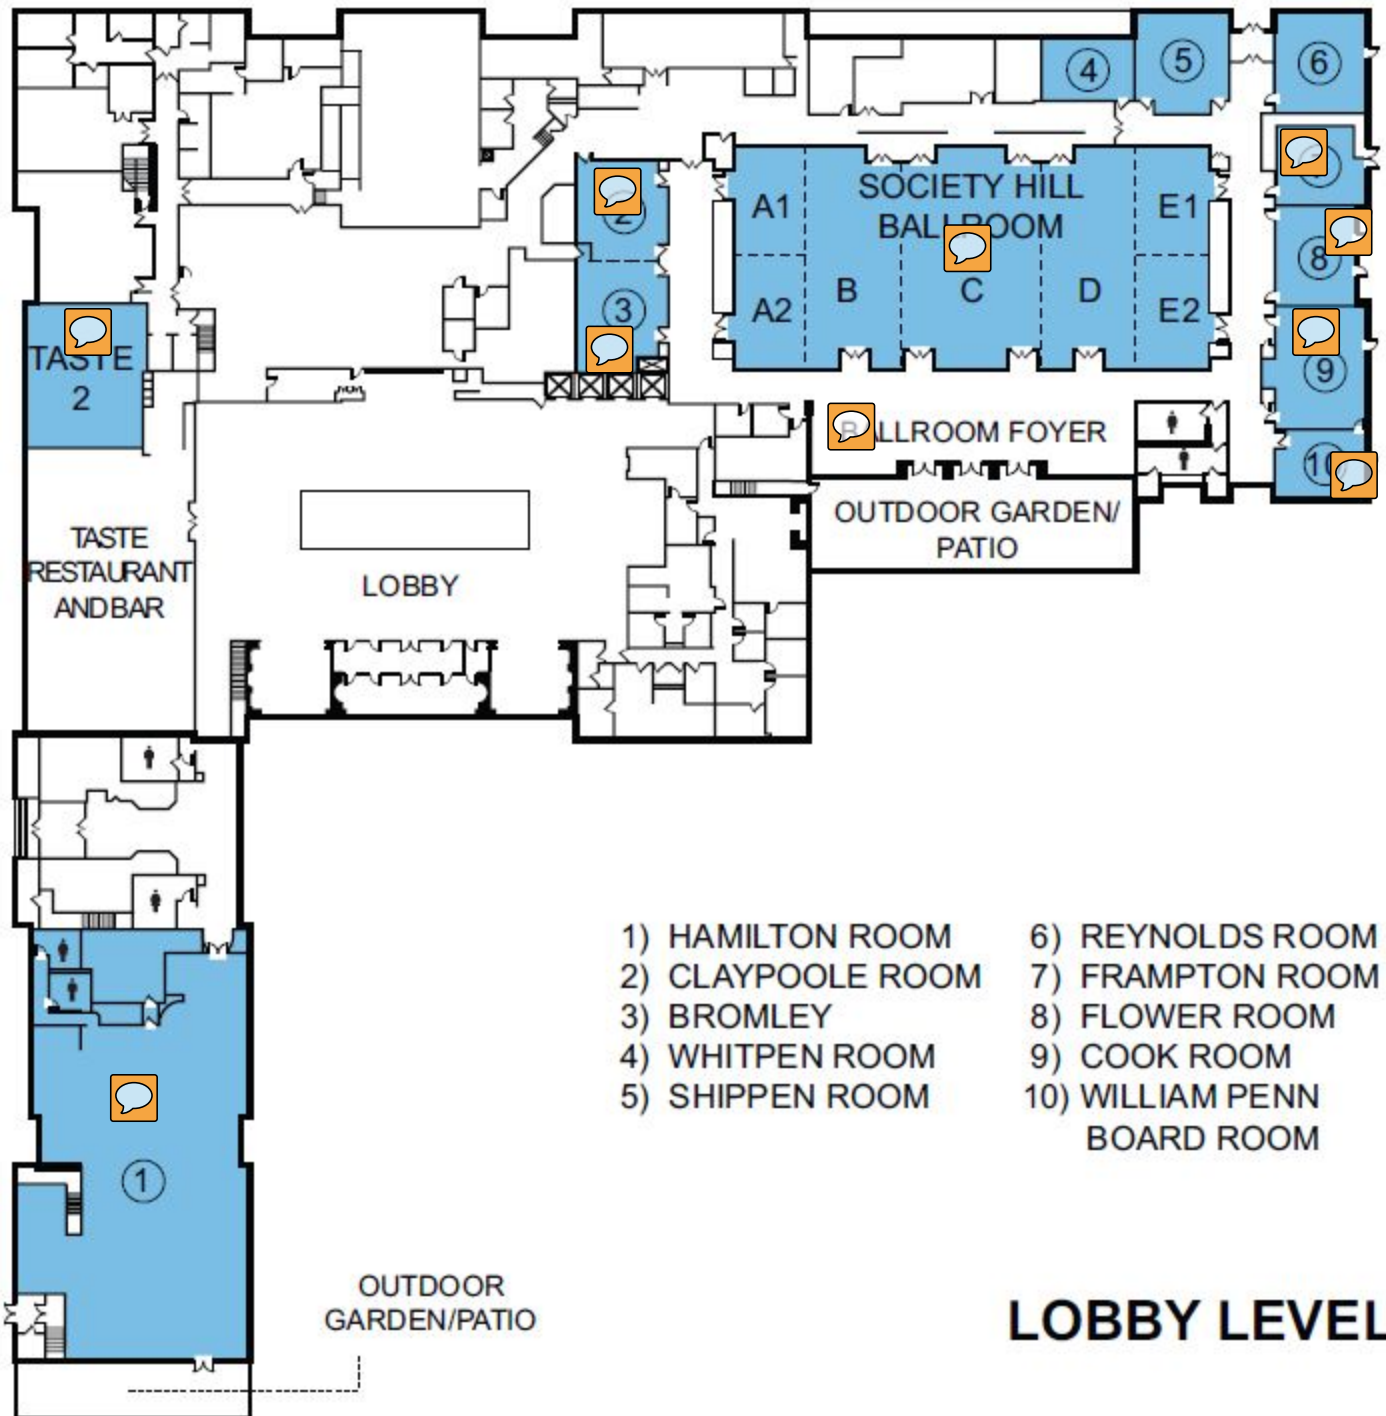 4
5
6
2
A1
SOCIETY HILL
BALLROOM
E1
8
3
A2
B
C
D
E2
TASTE
2
9
BALLROOM FOYER
10
OUTDOOR GARDEN/
PATIO
TASTE
RESTAURANT
AND BAR
LOBBY
1) HAMILTON ROOM
2) CLAYPOOLE ROOM
3) BROMLEY
4) WHITPEN ROOM
5) SHIPPEN ROOM
6) REYNOLDS ROOM
7) FRAMPTON ROOM
8) FLOWER ROOM
9) COOK ROOM
10) WILLIAM PENN
BOARD ROOM
1
OUTDOOR
GARDEN/PATIO
LOBBY LEVEL